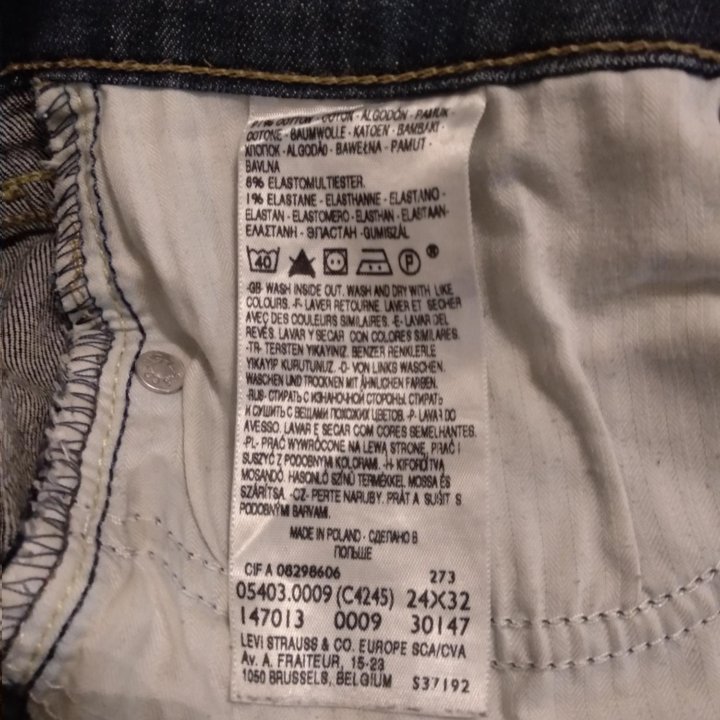 COTTON - COTON - ALGODÓN - PAMUK -
COTONE - BAUMWOLLE - KATOEN - BAMBAKI -
ХЛОПОК - ALGODÃO - BAWEŁNA - PAMUT -
BAVLNA
8% ELASTOMULTIESTER
1% ELASTANE - ELASTHANNE - ELASTANO -
ELASTAN - ELASTOMERO - ELASTHAN - ELASTAAN -
ΕΛΑΣΤΑΝΗ - ЭЛАСТАН - GUMISZÁL
40 P ®
-GB- WASH INSIDE OUT. WASH AND DRY WITH LIKE
COLOURS. -F- LAVER RETOURNE. LAVER ET SECHER
AVEC DES COULEURS SIMILAIRES. -E- LAVAR DEL
REVÉS. LAVAR Y SECAR CON COLORES SIMILARES.
-TR- TERSTEN YIKAYINIZ. BENZER RENKLERLE
YIKAYIP KURUTUNUZ. -D- VON LINKS WASCHEN.
WASCHEN UND TROCKNEN MIT ÄHNLICHEN FARBEN.
-RUS- СТИРАТЬ С ИЗНАНОЧНОЙ СТОРОНЫ. СТИРАТЬ
И СУШИТЬ С ВЕЩАМИ ПОХОЖИХ ЦВЕТОВ. -P- LAVAR DO
AVESSO. LAVAR E SECAR COM CORES SEMELHANTES.
-PL- PRAĆ WYWRÓCONE NA LEWĄ STRONĘ, PRAĆ I
SUSZYĆ Z PODOBNYMI KOLORAMI. -H- KIFORDÍTVA
MOSANDÓ. HASONLÓ SZÍNŰ TERMÉKKEL MOSSA ÉS
SZÁRÍTSA. -CZ- PERTE NARUBY. PRÁT A SUŠIT S
PODOBNÝMI BARVAMI.
MADE IN POLAND - СДЕЛАНО В
ПОЛЬШЕ
CIF A 08298606 273
05403.0009 (C4245) 24X32
147013 0009 30147
LEVI STRAUSS & CO. EUROPE SCA/CVA
Av. A. FRAITEUR, 15-23
1050 BRUSSELS, BELGIUM S37192